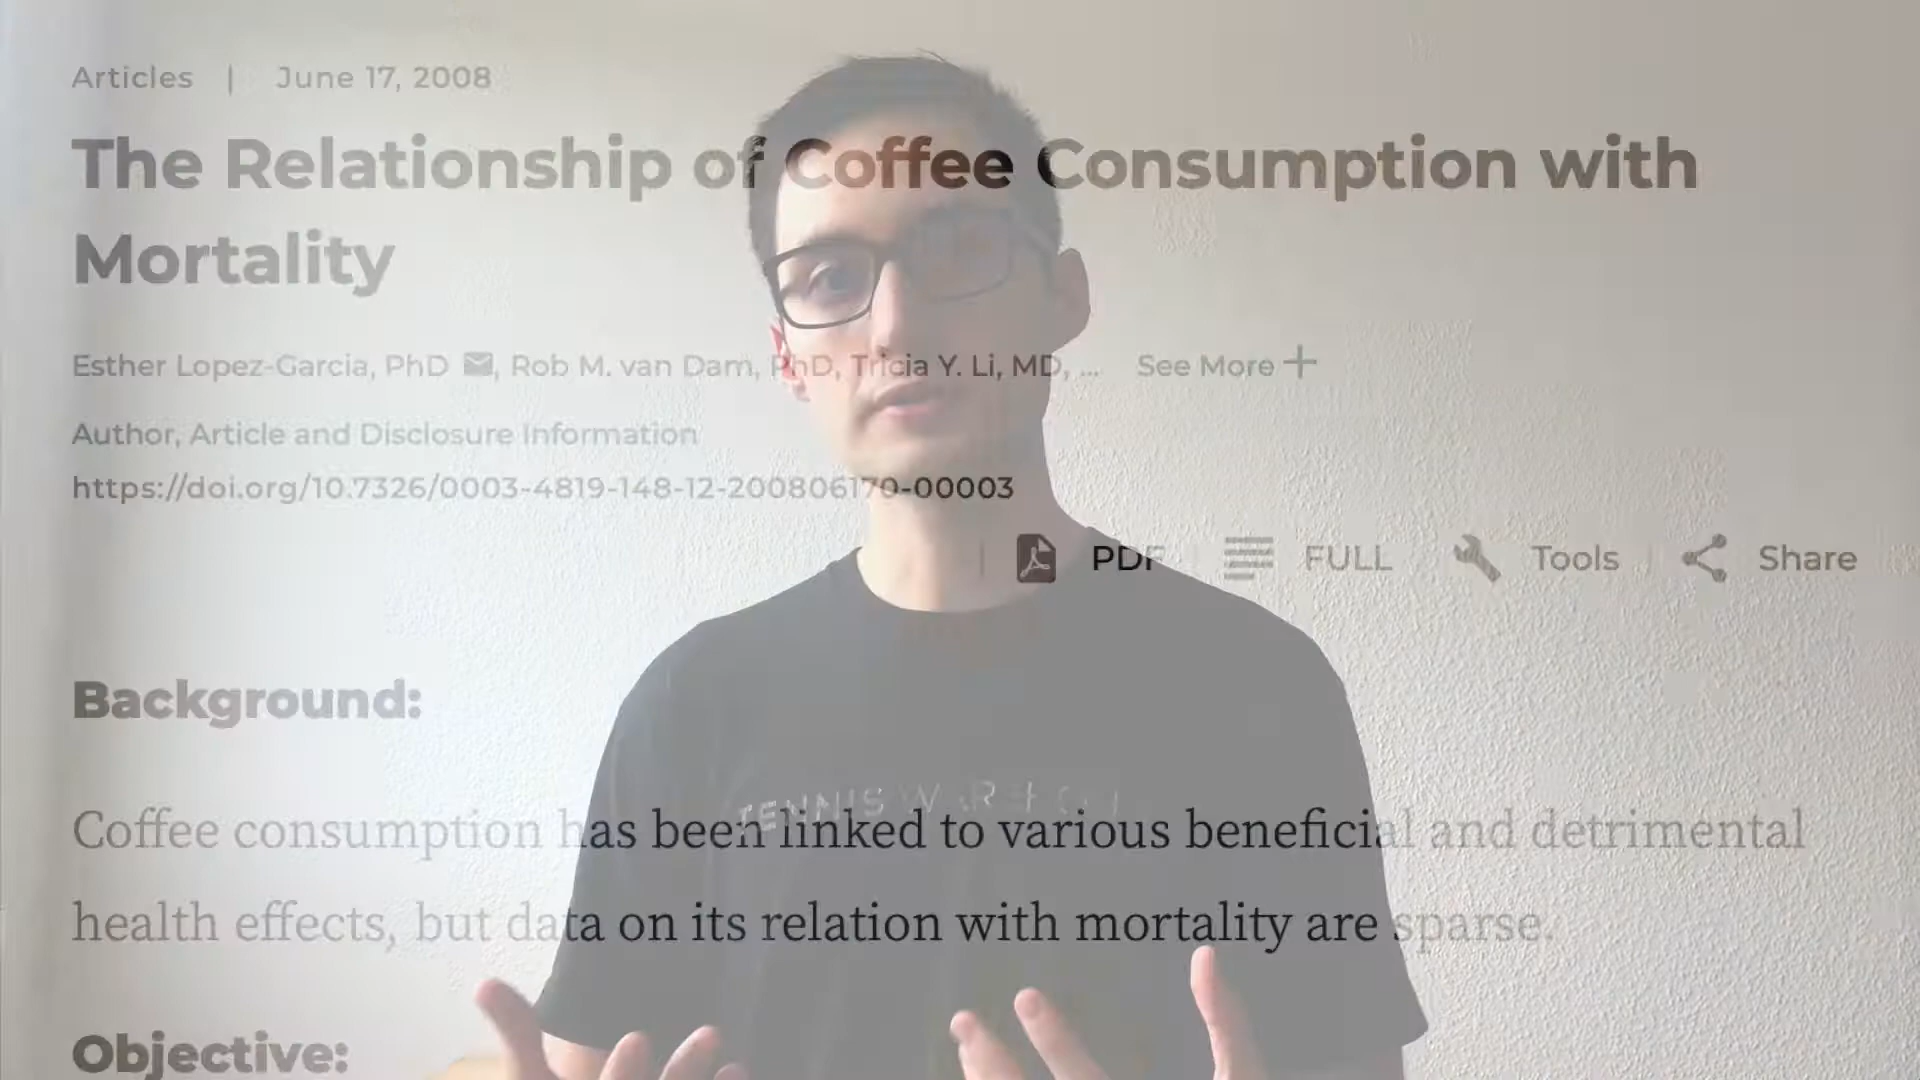 Articles | June 17, 2008
The Relationship of Coffee Consumption with
Mortality
Esther Lopez-Garcia, PhD , Rob M. van Dam, PhD, Tricia Y. Li, MD, ... See More +
Author, Article and Disclosure Information
https://doi.org/10.7326/0003-4819-148-12-200806170-00003
PDF | FULL | Tools | Share
Background:
TENNIS
Coffee consumption has been linked to various beneficial and detrimental
health effects, but data on its relation with mortality are sparse.
Objective: